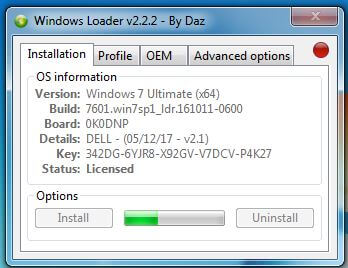 Windows Loader v2.2.2 - By Daz
Installation Profile OEM Advanced options
OS information
Version: Windows 7 Ultimate (x64)
Build: 7601.win7sp1_ldr.161011-0600
Board: 0K0DNP
Details: DELL - (05/12/17 - v2.1)
Key: 342DG-6YJR8-X92GV-V7DCV-P4K27
Status: Licensed
Options
Install Uninstall